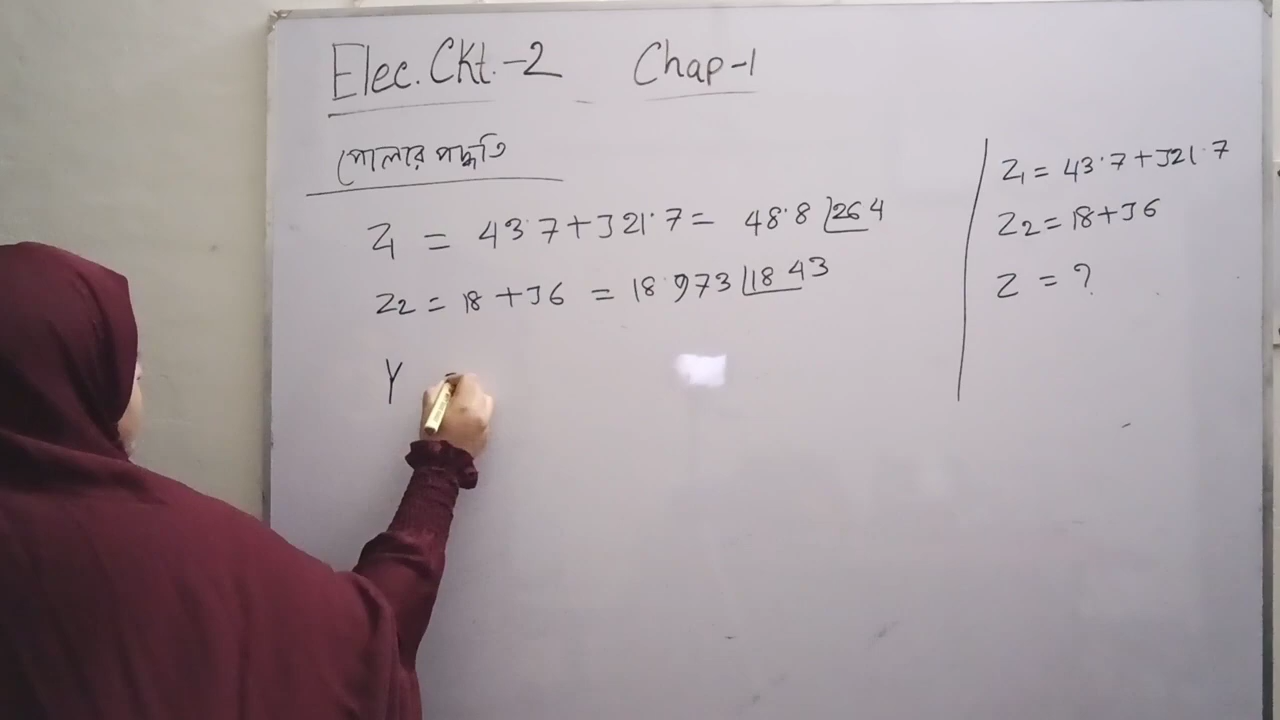 Elec. Ckt.-2 Chap-1
পোলার পদ্ধতি
Z1 = 43.7+J21.7 = 48.8 ∠26.4
Z2 = 18+J6 = 18.973 ∠18.43
Y
Z1 = 43.7+J21.7
Z2 = 18+J6
Z = ?